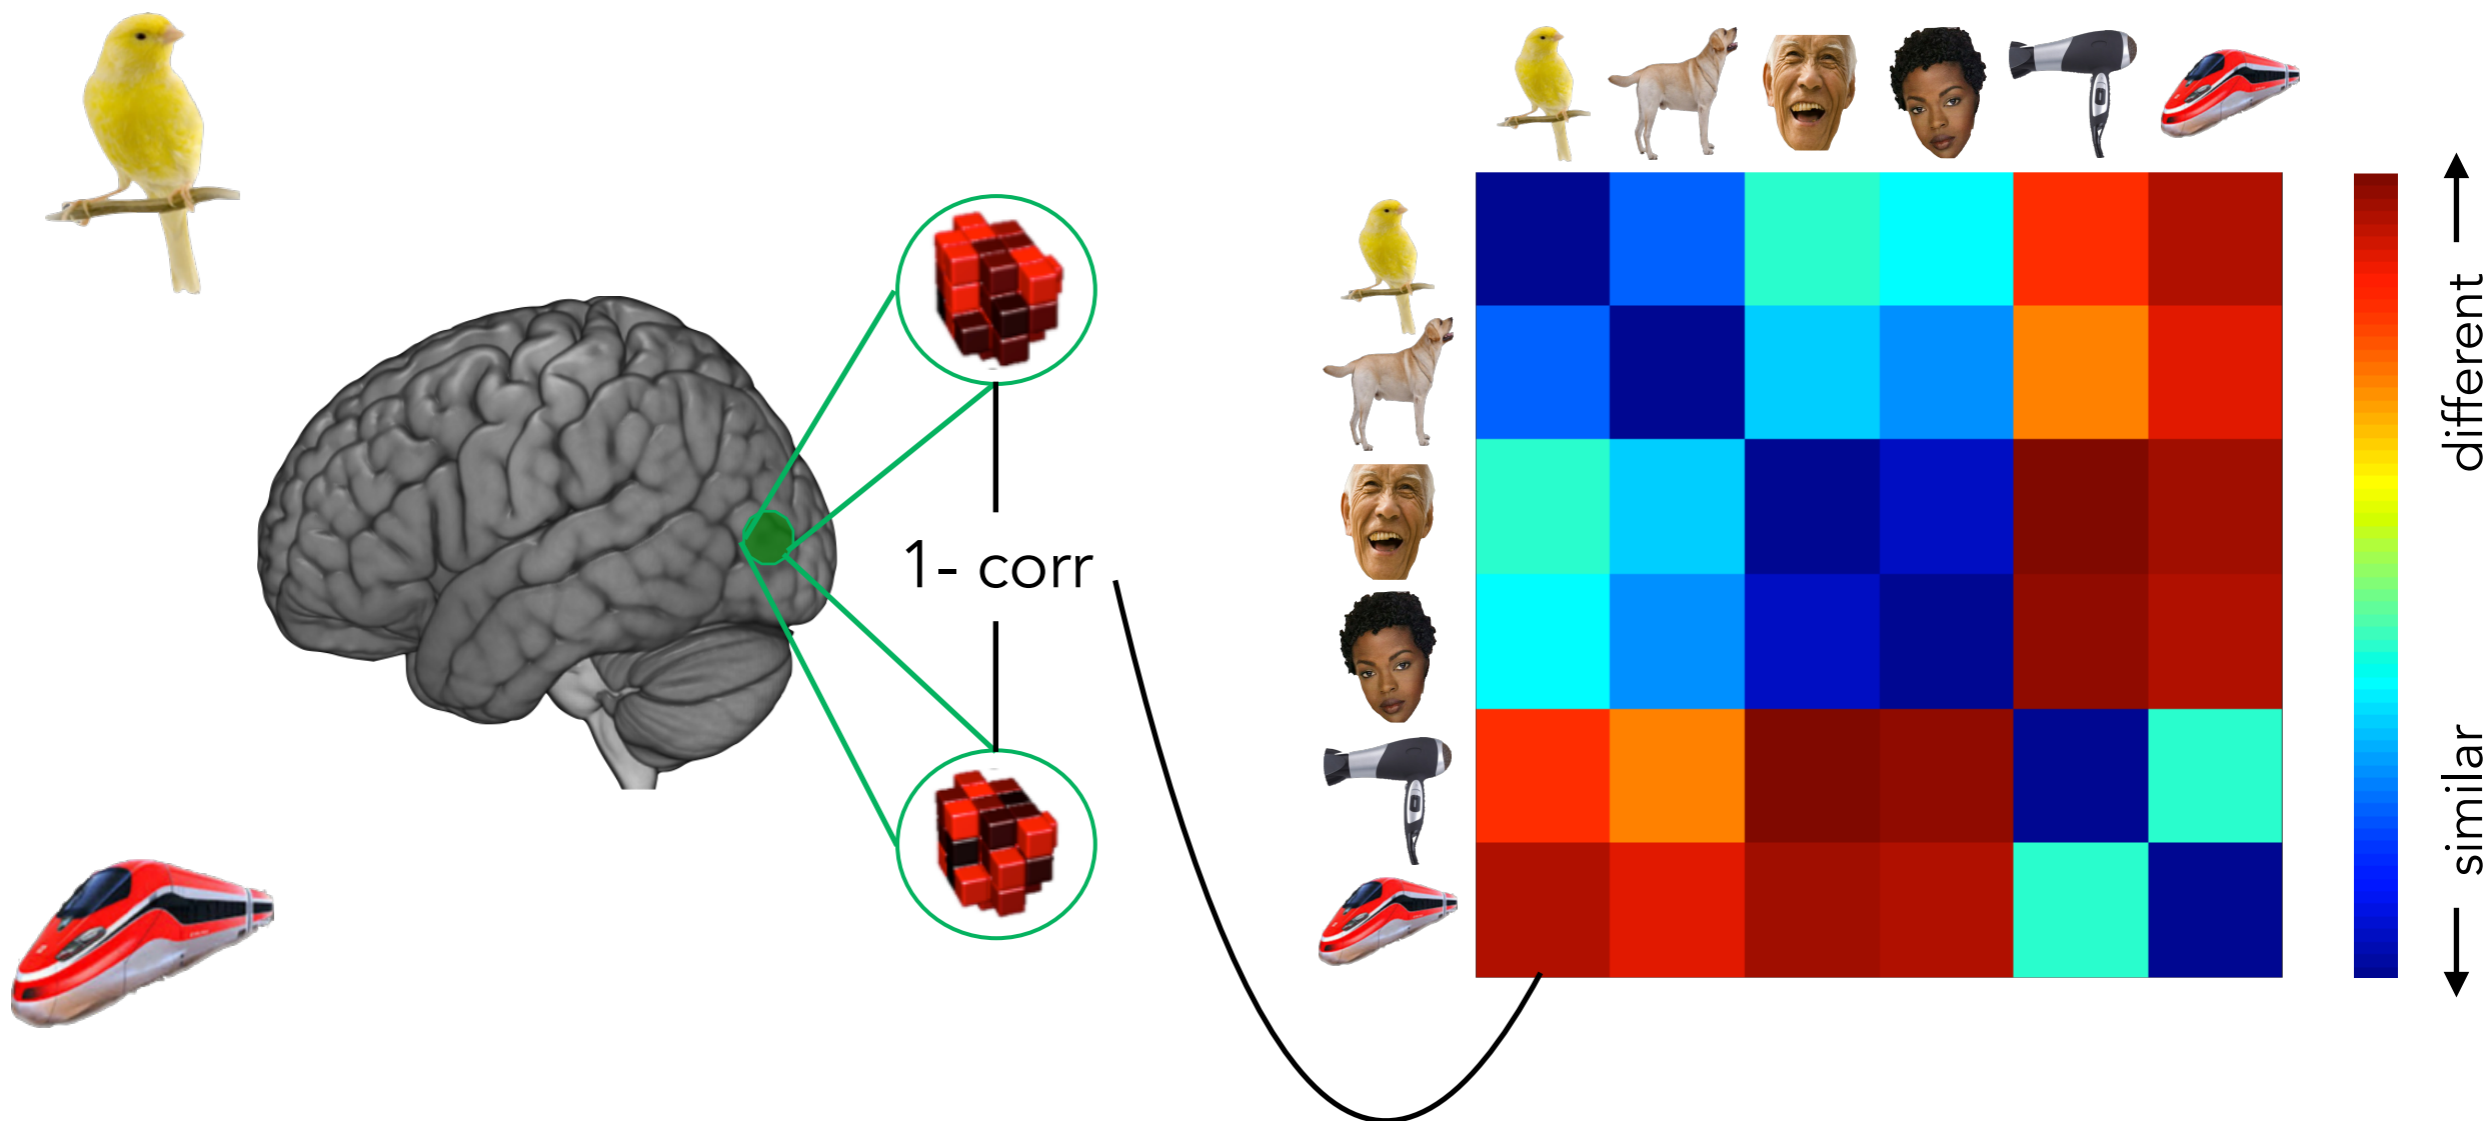 1- corr
different
similar